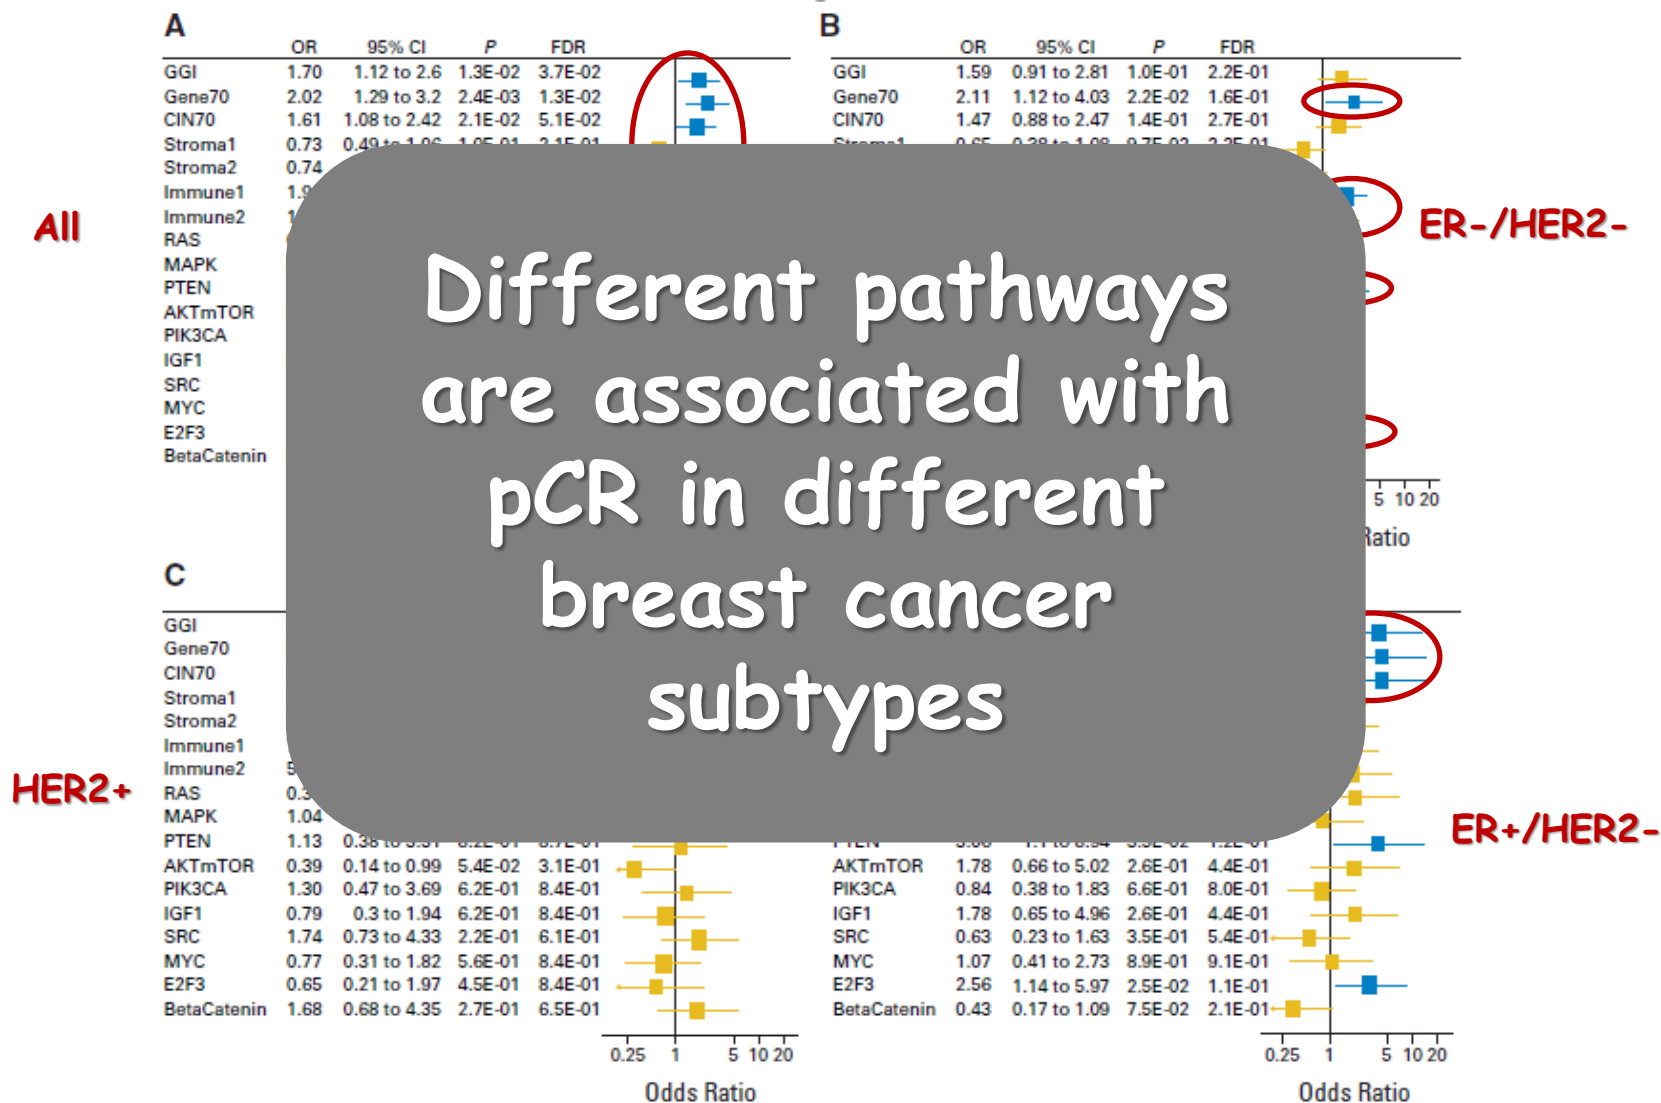 A
OR 95% CI P FDR
GGI 1.70 1.12 to 2.6 1.3E-02 3.7E-02
Gene70 2.02 1.29 to 3.2 2.4E-03 1.3E-02
CIN70 1.61 1.08 to 2.42 2.1E-02 5.1E-02
Stroma1 0.73
Stroma2 0.74
Immune1
Immune2
RAS
MAPK
PTEN
AKTmTOR
PIK3CA
IGF1
SRC
MYC
E2F3
BetaCatenin
All
B
OR 95% CI P FDR
GGI 1.59 0.91 to 2.81 1.0E-01 2.2E-01
Gene70 2.11 1.12 to 4.03 2.2E-02 1.6E-01
CIN70 1.47 0.88 to 2.47 1.4E-01 2.7E-01
ER-/HER2-
5 10 20
Different pathways
are associated with
pCR in different
breast cancer
subtypes
C
GGI
Gene70
CIN70
Stroma1
Stroma2
Immune1
Immune2
RAS
MAPK 1.04
PTEN 1.13
AKTmTOR 0.39 0.14 to 0.99 5.4E-02 3.1E-01
PIK3CA 1.30 0.47 to 3.69 6.2E-01 8.4E-01
IGF1 0.79 0.3 to 1.94 6.2E-01 8.4E-01
SRC 1.74 0.73 to 4.33 2.2E-01 6.1E-01
MYC 0.77 0.31 to 1.82 5.6E-01 8.4E-01
E2F3 0.65 0.21 to 1.97 4.5E-01 8.4E-01
BetaCatenin 1.68 0.68 to 4.35 2.7E-01 6.5E-01
0.25 1 5 10 20
Odds Ratio
HER2+
AKTmTOR 1.78 0.66 to 5.02 2.6E-01 4.4E-01
PIK3CA 0.84 0.38 to 1.83 6.6E-01 8.0E-01
IGF1 1.78 0.65 to 4.96 2.6E-01 4.4E-01
SRC 0.63 0.23 to 1.63 3.5E-01 5.4E-01
MYC 1.07 0.41 to 2.73 8.9E-01 9.1E-01
E2F3 2.56 1.14 to 5.97 2.5E-02 1.1E-01
BetaCatenin 0.43 0.17 to 1.09 7.5E-02 2.1E-01
0.25 1 5 10 20
Odds Ratio
ER+/HER2-